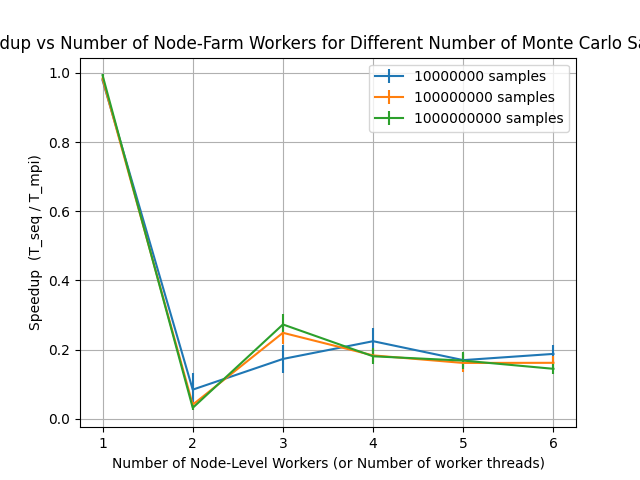 dup vs Number of Node-Farm Workers for Different Number of Monte Carlo Sa
10000000 samples
100000000 samples
1000000000 samples
1.0
0.8
0.6
0.4
0.2
0.0
Speedup (T_seq / T_mpi)
1 2 3 4 5 6
Number of Node-Level Workers (or Number of worker threads)